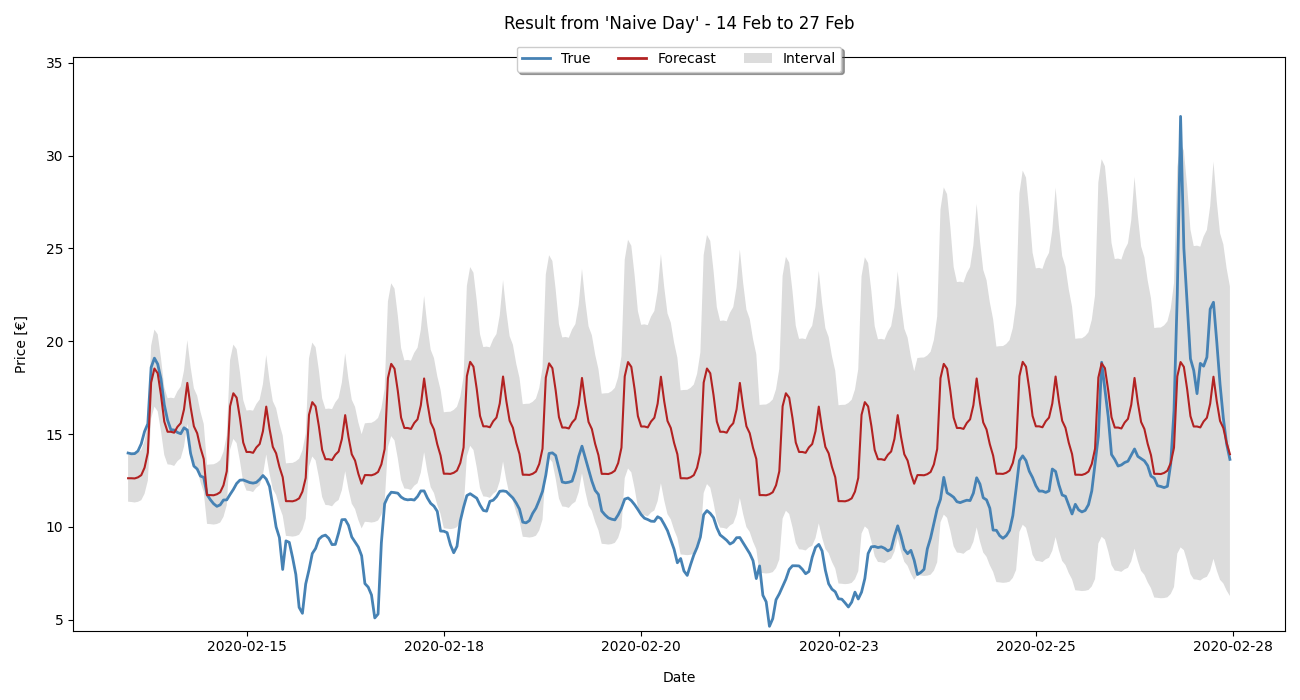 Result from 'Naive Day' - 14 Feb to 27 Feb
True Forecast Interval
35
30
25
20
15
10
5
Price [€]
2020-02-15 2020-02-18 2020-02-20 2020-02-23 2020-02-25 2020-02-28
Date